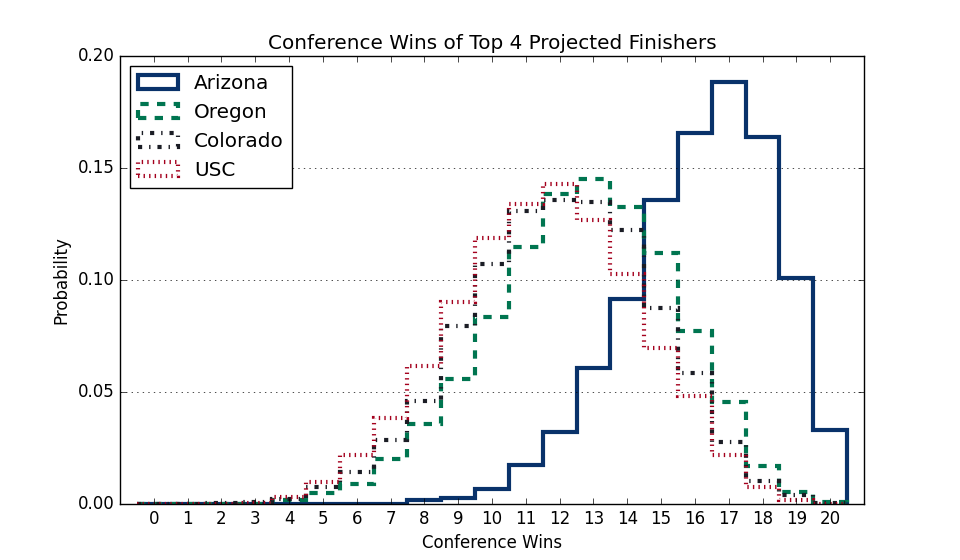 Conference Wins of Top 4 Projected Finishers
0.20
Arizona
Oregon
Colorado
USC
0.15
0.10
0.05
0.00
Probability
0 1 2 3 4 5 6 7 8 9 10 11 12 13 14 15 16 17 18 19 20
Conference Wins